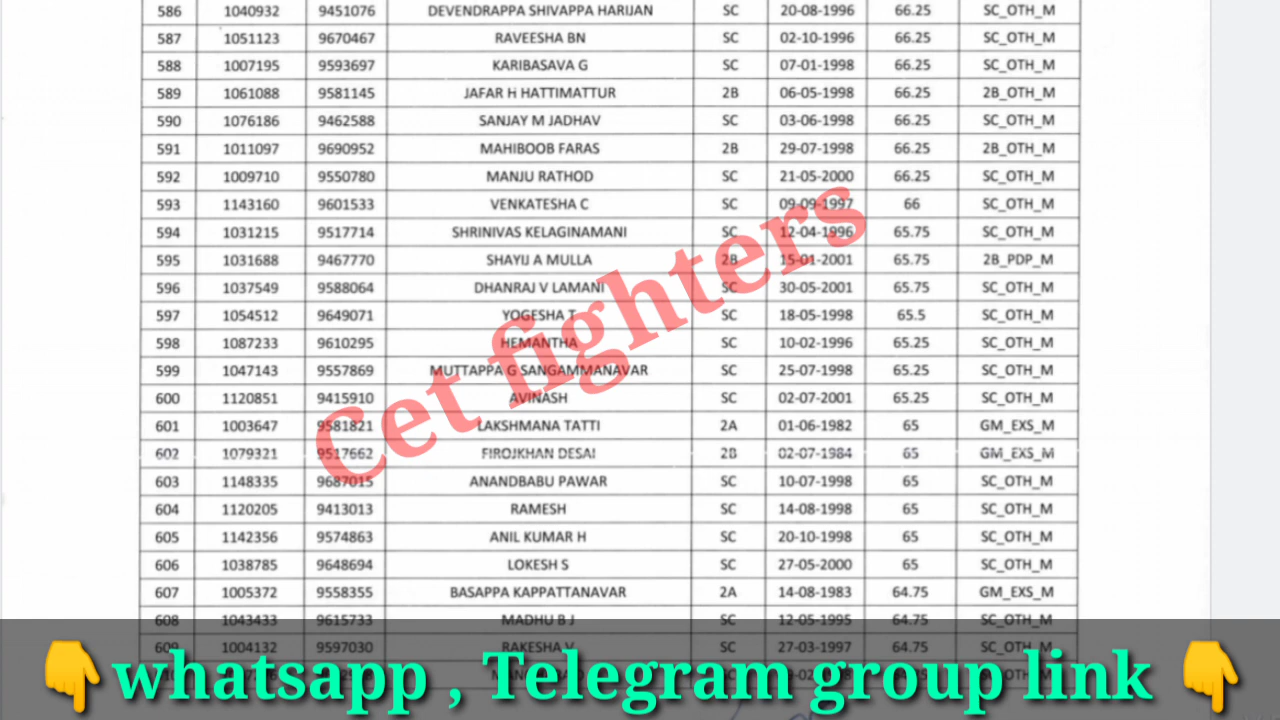 586 1040932 9451076 DEVENDRAPPA SHIVAPPA HARIJAN SC 20-08-1996 66.25 SC_OTH_M
587 1051123 9670467 RAVEESHA BN SC 02-10-1996 66.25 SC_OTH_M
588 1007195 9593697 KARIBASAVA G SC 07-01-1998 66.25 SC_OTH_M
589 1061088 9581145 JAFAR H HATTIMATTUR 2B 06-05-1998 66.25 2B_OTH_M
590 1076186 9462588 SANJAY M JADHAV SC 03-06-1998 66.25 SC_OTH_M
591 1011097 9690952 MAHIBOOB FARAS 2B 29-07-1998 66.25 2B_OTH_M
592 1009710 9550780 MANJU RATHOD SC 21-05-2000 66.25 SC_OTH_M
593 1143160 9601533 VENKATESHA C SC 09-09-1997 66 SC_OTH_M
594 1031215 9517714 SHRINIVAS KELAGINAMANI SC 12-04-1996 65.75 SC_OTH_M
595 1031688 9467770 SHAYIJ A MULLA 2B 15-01-2001 65.75 2B_PDP_M
596 1037549 9588064 DHANRAJ V LAMANI SC 30-05-2001 65.75 SC_OTH_M
597 1054512 9649071 YOGESHA T SC 18-05-1998 65.5 SC_OTH_M
598 1087233 9610295 HEMANTHA SC 10-02-1996 65.25 SC_OTH_M
599 1047143 9557869 MUTTAPPA G SANGAMMANAVAR SC 25-07-1998 65.25 SC_OTH_M
600 1120851 9415910 AVINASH SC 02-07-2001 65.25 SC_OTH_M
601 1003647 9581821 LAKSHMANA TATTI 2A 01-06-1982 65 GM_EXS_M
602 1079321 9517662 FIROJKHAN DESAI 2B 02-07-1984 65 GM_EXS_M
603 1148335 9687015 ANANDBABU PAWAR SC 10-07-1998 65 SC_OTH_M
604 1120205 9413013 RAMESH SC 14-08-1998 65 SC_OTH_M
605 1142356 9574863 ANIL KUMAR H SC 20-10-1998 65 SC_OTH_M
606 1038785 9648694 LOKESH S SC 27-05-2000 65 SC_OTH_M
607 1005372 9558355 BASAPPA KAPPATTANAVAR 2A 14-08-1983 64.75 GM_EXS_M
608 1043433 9615733 MADHU B J SC 12-05-1995 64.75 SC_OTH_M
609 1004132 9597030 RAKESHA V SC 27-03-1997 64.75 SC_OTH_M
Cet fighters
whatsapp , Telegram group link